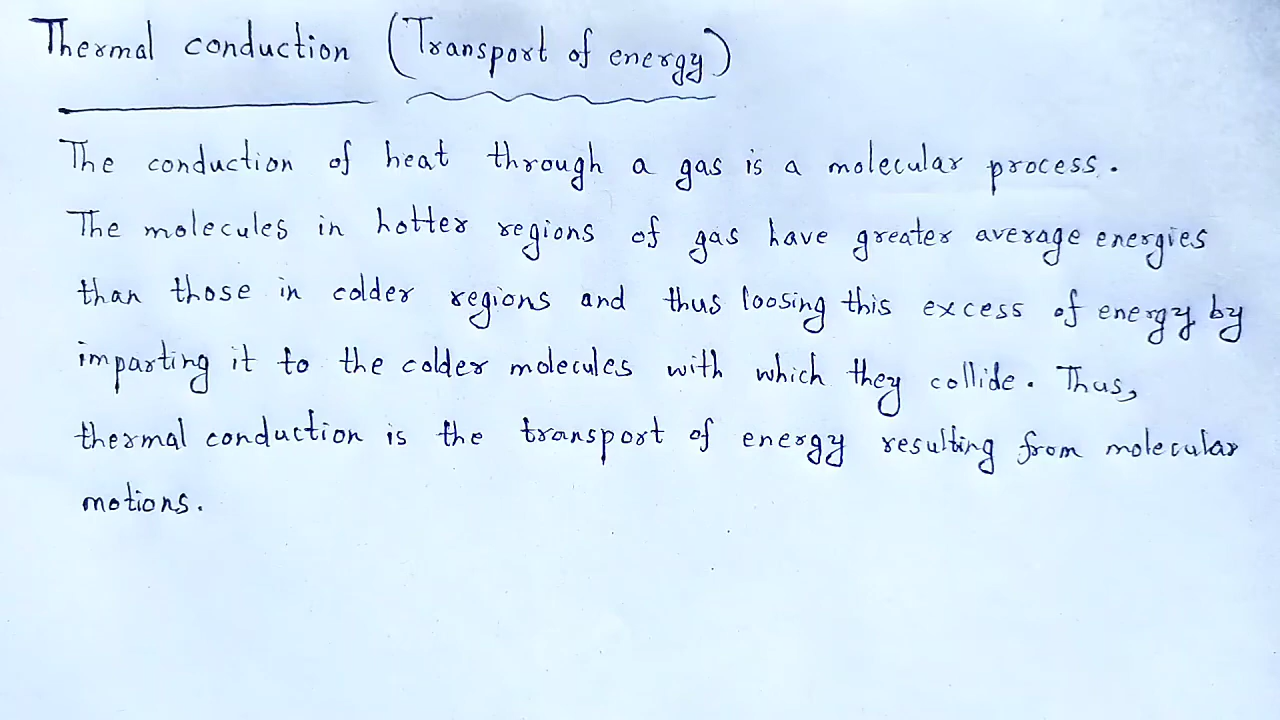 Thermal conduction (Transport of energy)
The conduction of heat through a gas is a molecular process.
The molecules in hotter regions of gas have greater average energies
than those in colder regions and thus loosing this excess of energy by
imparting it to the colder molecules with which they collide. Thus,
thermal conduction is the transport of energy resulting from molecular
motions.